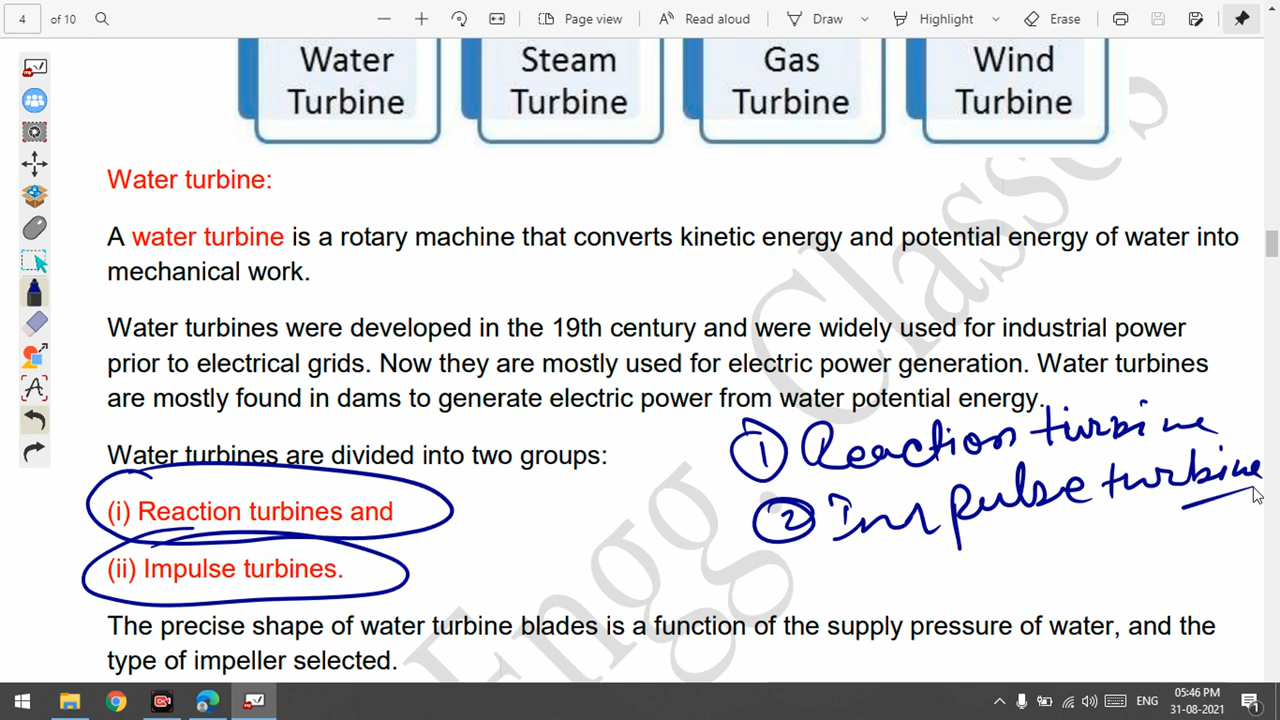 4 of 10 Page view Read aloud Draw Highlight Erase
Water Turbine
Steam Turbine
Gas Turbine
Wind Turbine
Water turbine:
A water turbine is a rotary machine that converts kinetic energy and potential energy of water into
mechanical work.
Water turbines were developed in the 19th century and were widely used for industrial power
prior to electrical grids. Now they are mostly used for electric power generation. Water turbines
are mostly found in dams to generate electric power from water potential energy.
Water turbines are divided into two groups:
① Reaction turbine
(i) Reaction turbines and
② Impulse turbine
(ii) Impulse turbines.
The precise shape of water turbine blades is a function of the supply pressure of water, and the
type of impeller selected.
Engg. Classes
ENG
05:46 PM
31-08-2021